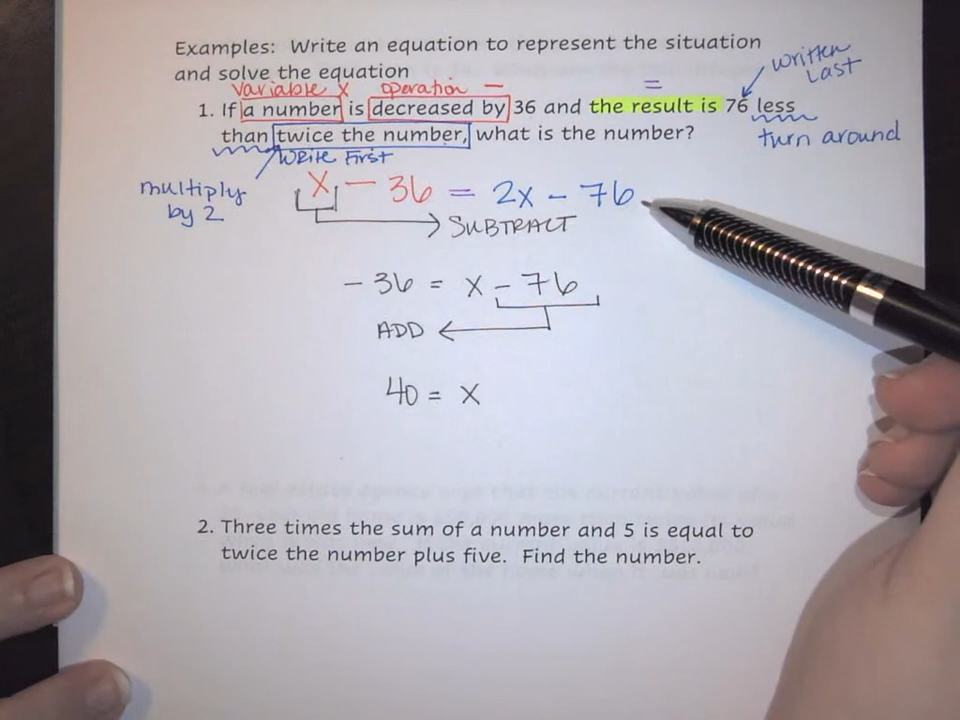 Examples: Write an equation to represent the situation
and solve the equation
written
last
variable x operation —
=
1. If a number is decreased by 36 and the result is 76 less
than twice the number, what is the number?
turn around
write first
multiply
by 2
x — 36 = 2x — 76
SUBTRACT
— 36 = x — 76
ADD
40 = x
2. Three times the sum of a number and 5 is equal to
twice the number plus five. Find the number.